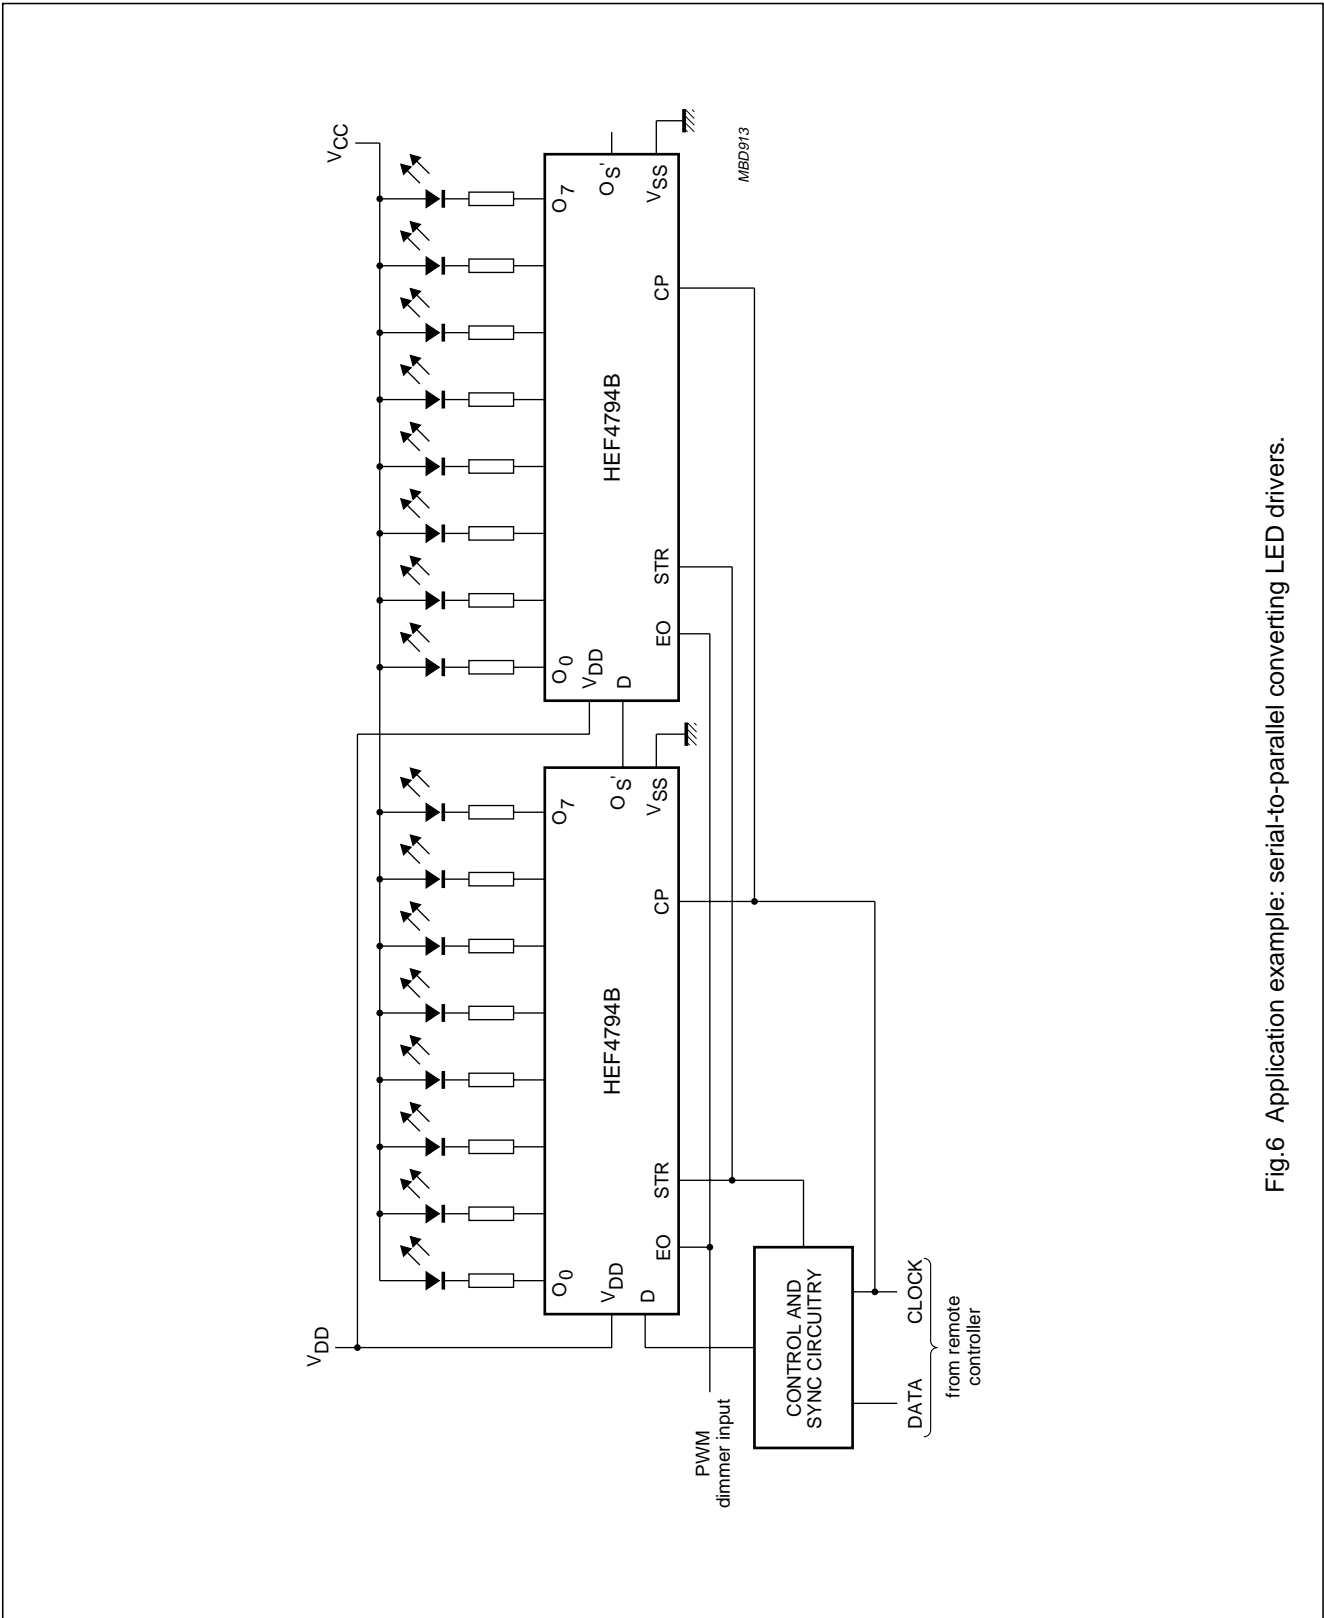 VDD
VCC
O0
O7
O0
O7
VDD
D
HEF4794B
OS'
VSS
VDD
D
HEF4794B
OS'
VSS
EO
STR
CP
EO
STR
CP
MBD913
PWM
dimmer input
CONTROL AND
SYNC CIRCUITRY
DATA
CLOCK
from remote
controller
Fig.6 Application example: serial-to-parallel converting LED drivers.